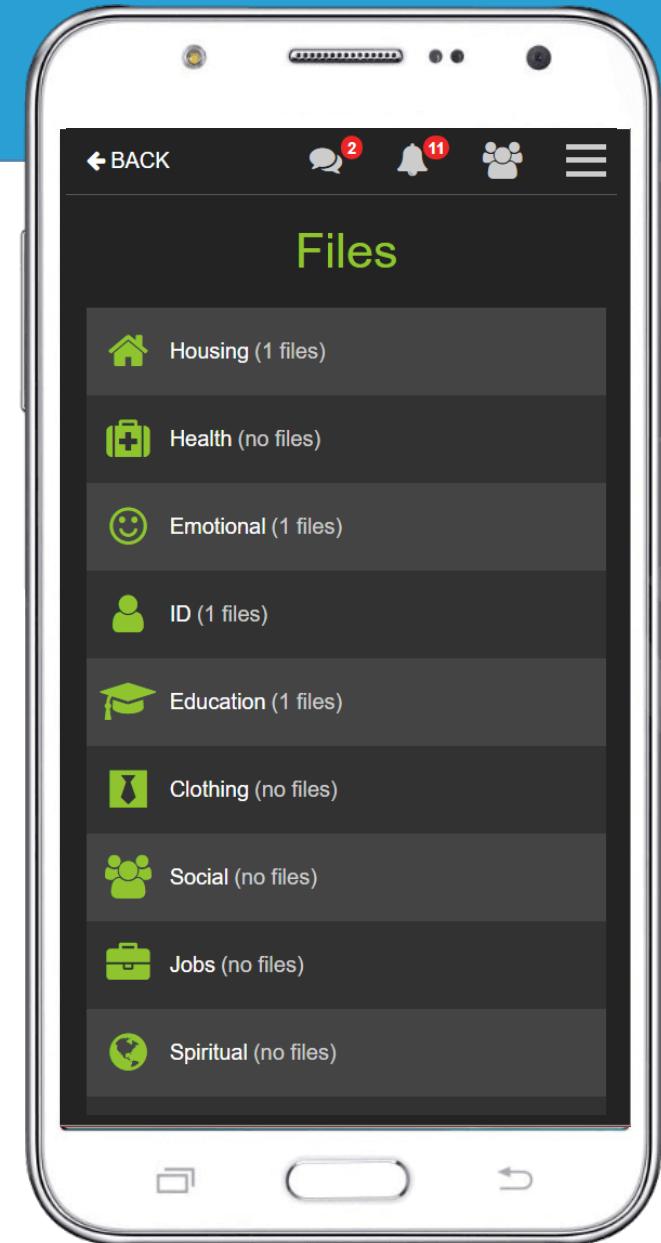 BACK 2 11
Files
Housing (1 files)
Health (no files)
Emotional (1 files)
ID (1 files)
Education (1 files)
Clothing (no files)
Social (no files)
Jobs (no files)
Spiritual (no files)